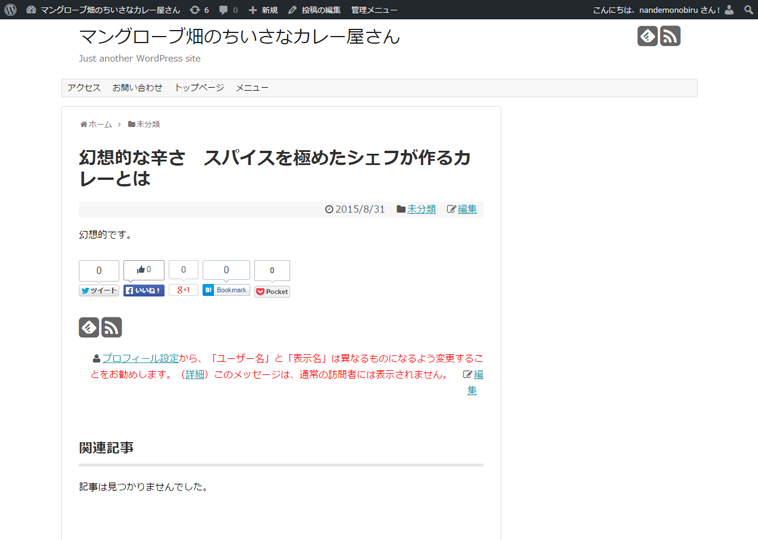 マングローブ畑のちいさなカレー屋さん 6 0 新規 投稿の編集 管理メニュー こんにちは、nandemonobiru さん！
マングローブ畑のちいさなカレー屋さん
Just another WordPress site
アクセス お問い合わせ トップページ メニュー
ホーム 未分類
幻想的な辛さ　スパイスを極めたシェフが作るカ
レーとは
2015/8/31 未分類 編集
幻想的です。
0 0 0 0 0
ツイート いいね！ g+1 B! Bookmark Pocket
プロフィール設定から、「ユーザー名」と「表示名」は異なるものになるよう変更するこ
とをお勧めします。（詳細）このメッセージは、通常の訪問者には表示されません。 編
集
関連記事
記事は見つかりませんでした。